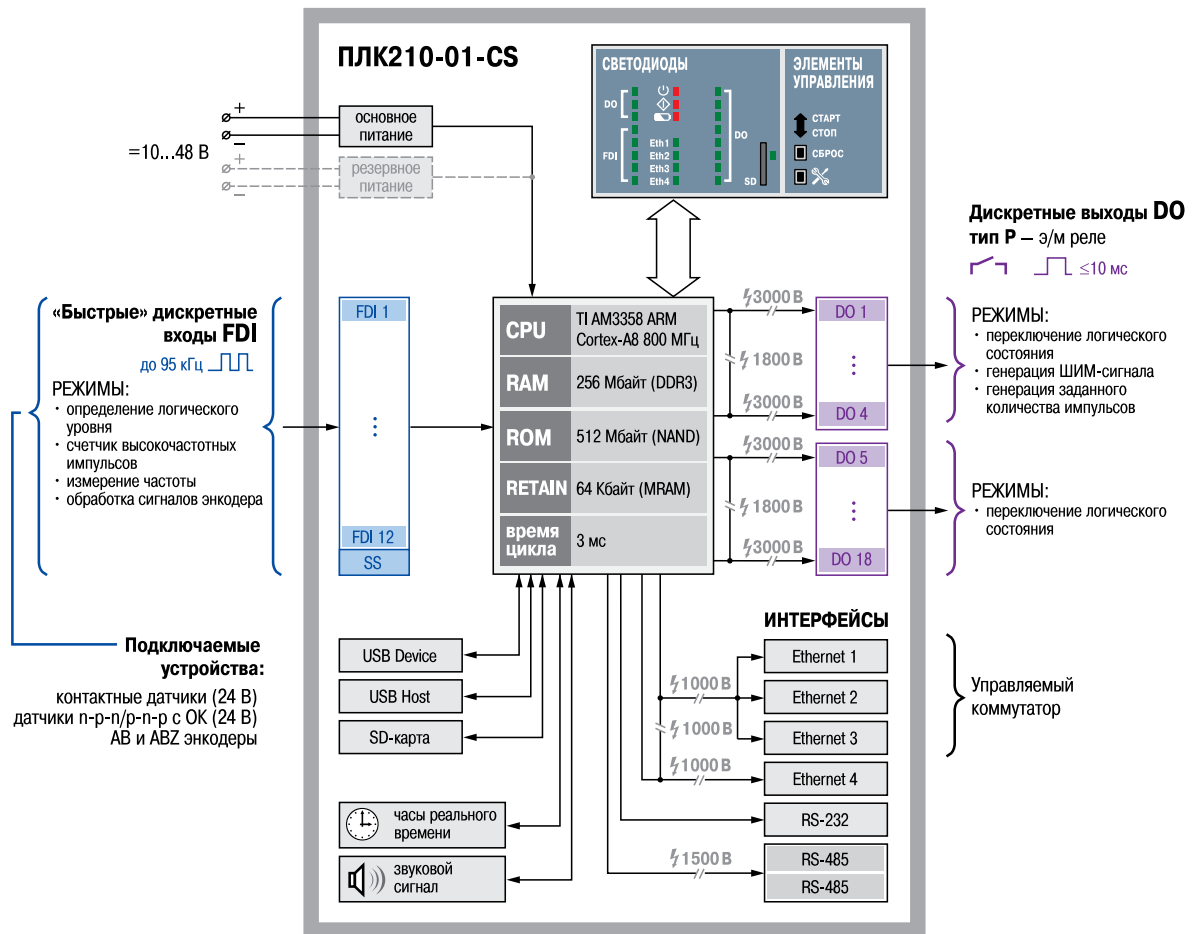 ПЛК210-01-CS
СВЕТОДИОДЫ
DO
FDI
Eth1
Eth2
Eth3
Eth4
DO
SD
ЭЛЕМЕНТЫ
УПРАВЛЕНИЯ
СТАРТ
СТОП
СБРОС
+
−
=10...48 В
+
−
основное
питание
резервное
питание
Дискретные выходы DO
тип Р – э/м реле
≤10 мс
«Быстрые» дискретные
входы FDI
до 95 кГц
РЕЖИМЫ:
· определение логического
уровня
· счетчик высокочастотных
импульсов
· измерение частоты
· обработка сигналов энкодера
FDI 1
⋮
FDI 12
SS
CPU
TI AM3358 ARM
Cortex-A8 800 МГц
RAM
256 Мбайт (DDR3)
ROM
512 Мбайт (NAND)
RETAIN
64 Кбайт (MRAM)
время
цикла
3 мс
3000 В
1800 В
3000 В
3000 В
1800 В
3000 В
DO 1
⋮
DO 4
DO 5
⋮
DO 18
РЕЖИМЫ:
· переключение логического
состояния
· генерация ШИМ-сигнала
· генерация заданного
количества импульсов
РЕЖИМЫ:
· переключение логического
состояния
Подключаемые
устройства:
контактные датчики (24 В)
датчики n-p-n/p-n-p с ОК (24 В)
AB и ABZ энкодеры
USB Device
USB Host
SD-карта
часы реального
времени
звуковой
сигнал
ИНТЕРФЕЙСЫ
1000 В
1000 В
1000 В
1500 В
Ethernet 1
Ethernet 2
Ethernet 3
Ethernet 4
RS-232
RS-485
RS-485
Управляемый
коммутатор